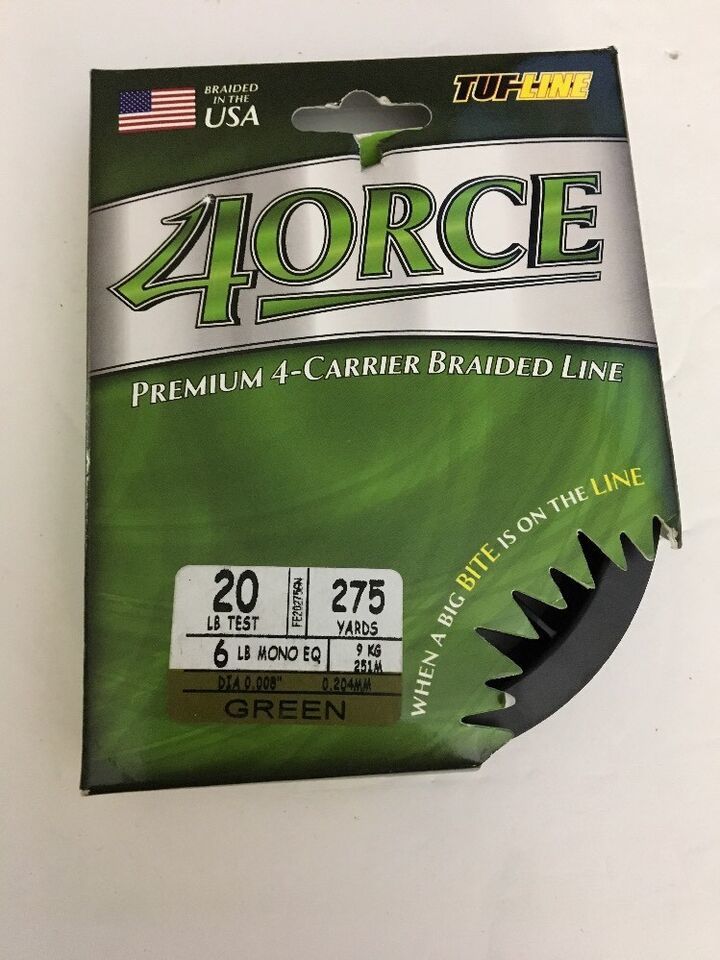 BRAIDED
IN THE
USA
TUF-LINE
4ORCE
PREMIUM 4-CARRIER BRAIDED LINE
WHEN A BIG BITE IS ON THE LINE
20
LB TEST
FE20275GN
275
YARDS
6 LB MONO EQ
9 KG
251M
DIA 0.008" 0.204MM
GREEN